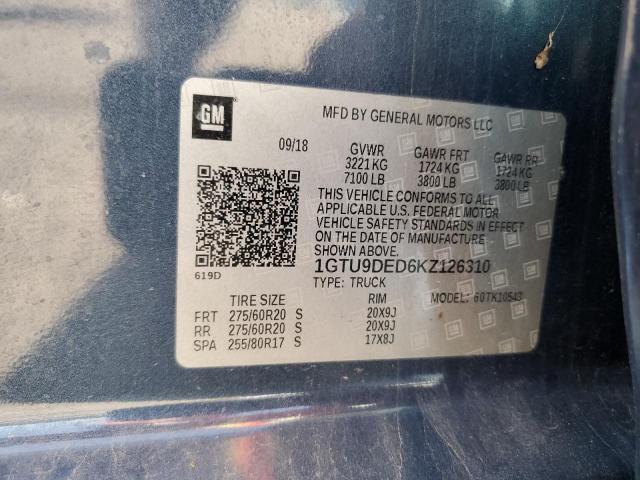 GM
MFD BY GENERAL MOTORS LLC
09/18 GVWR GAWR FRT GAWR RR
3221 KG 1724 KG 1724 KG
7100 LB 3800 LB 3800 LB
THIS VEHICLE CONFORMS TO ALL
APPLICABLE U.S. FEDERAL MOTOR
VEHICLE SAFETY STANDARDS IN EFFECT
ON THE DATE OF MANUFACTURE
SHOWN ABOVE.
1GTU9DED6KZ126310
619D
TYPE: TRUCK MODEL: 60TK10543
TIRE SIZE RIM
FRT 275/60R20 S 20X9J
RR 275/60R20 S 20X9J
SPA 255/80R17 S 17X8J